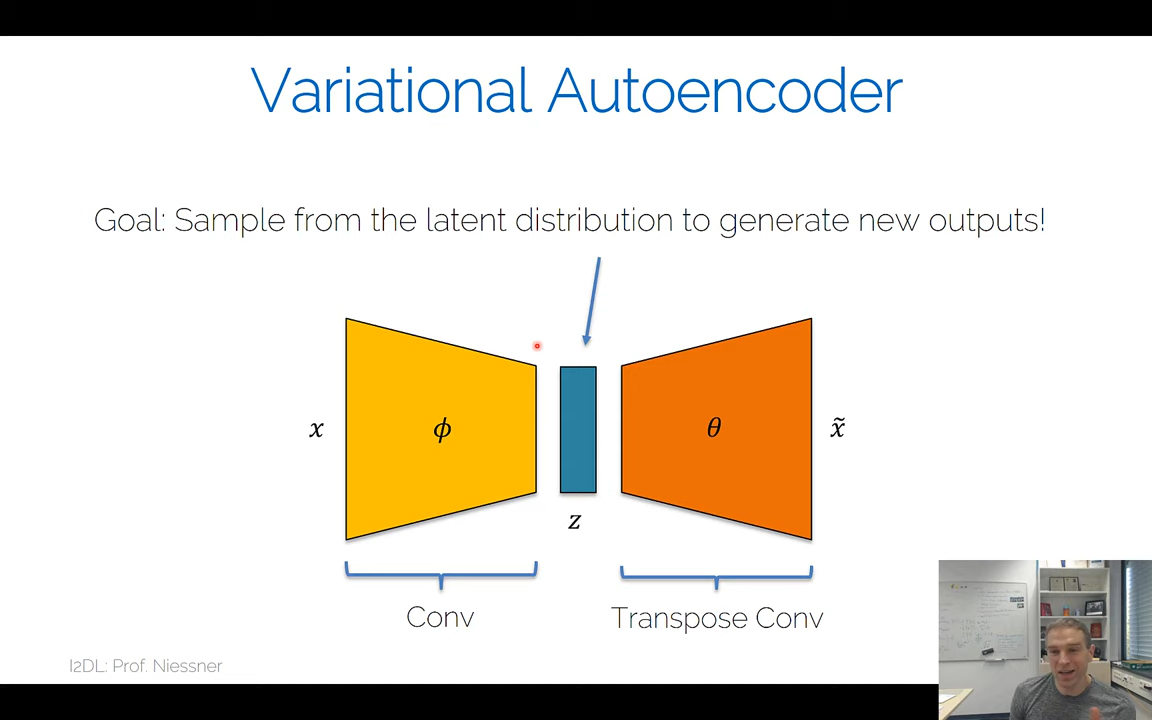 Variational Autoencoder
Goal: Sample from the latent distribution to generate new outputs!
x
ϕ
θ
x̃
z
Conv
Transpose Conv
I2DL: Prof. Niessner